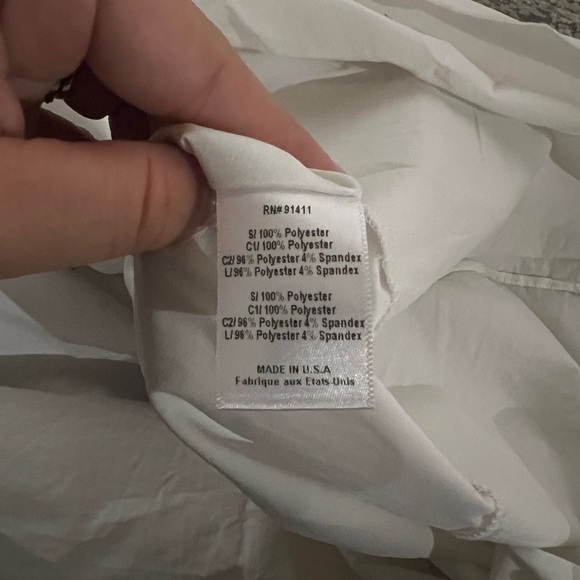 RN# 91411
S/ 100% Polyester
C1/ 100% Polyester
C2/ 96% Polyester 4% Spandex
L/ 96% Polyester 4% Spandex
S/ 100% Polyester
C1/ 100% Polyester
C2/ 96% Polyester 4% Spandex
L/ 96% Polyester 4% Spandex
MADE IN U.S.A
Fabrique aux Etats-Unis